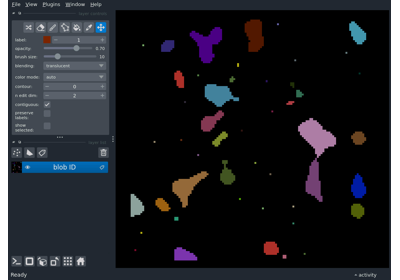 File View Plugins Window Help
label: 1
opacity: 0.70
brush size: 10
blending: translucent
color mode: auto
contour: 0
n edit dim: 2
contiguous:
preserve
labels:
show
selected:
blob ID
Ready
activity